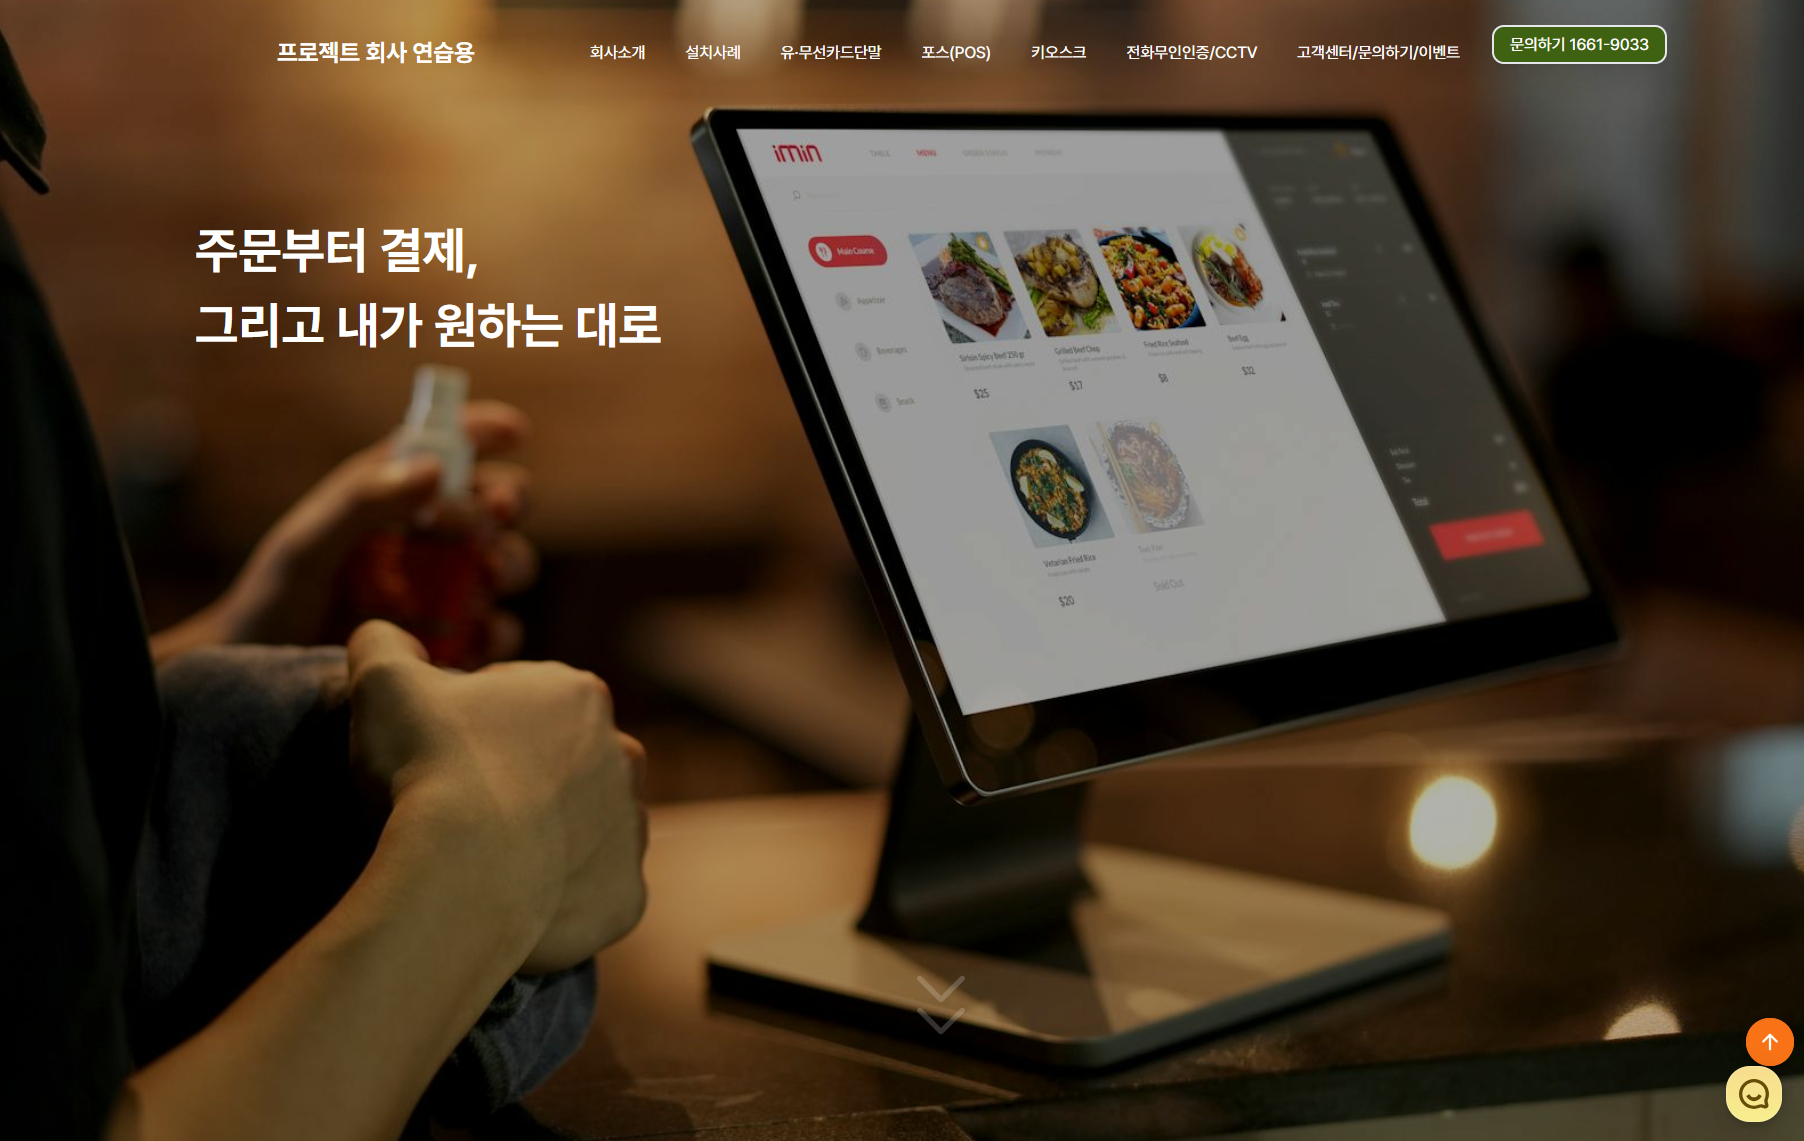 프로젝트 회사 연습용
회사소개
설치사례
유·무선카드단말
포스(POS)
키오스크
전화무인인증/CCTV
고객센터/문의하기/이벤트
문의하기 1661-9033
주문부터 결제,
그리고 내가 원하는 대로
imin
TABLE
MENU
ORDER STATUS
Main Course
Appetizer
Beverages
Snack
Sirloin Spicy Beef 250 gr
$25
Grilled Beef Chop
$17
Fried Rice Seafood
$8
Beef Egg
$32
Vetarian Fried Rice
$20
Sold Out
Total